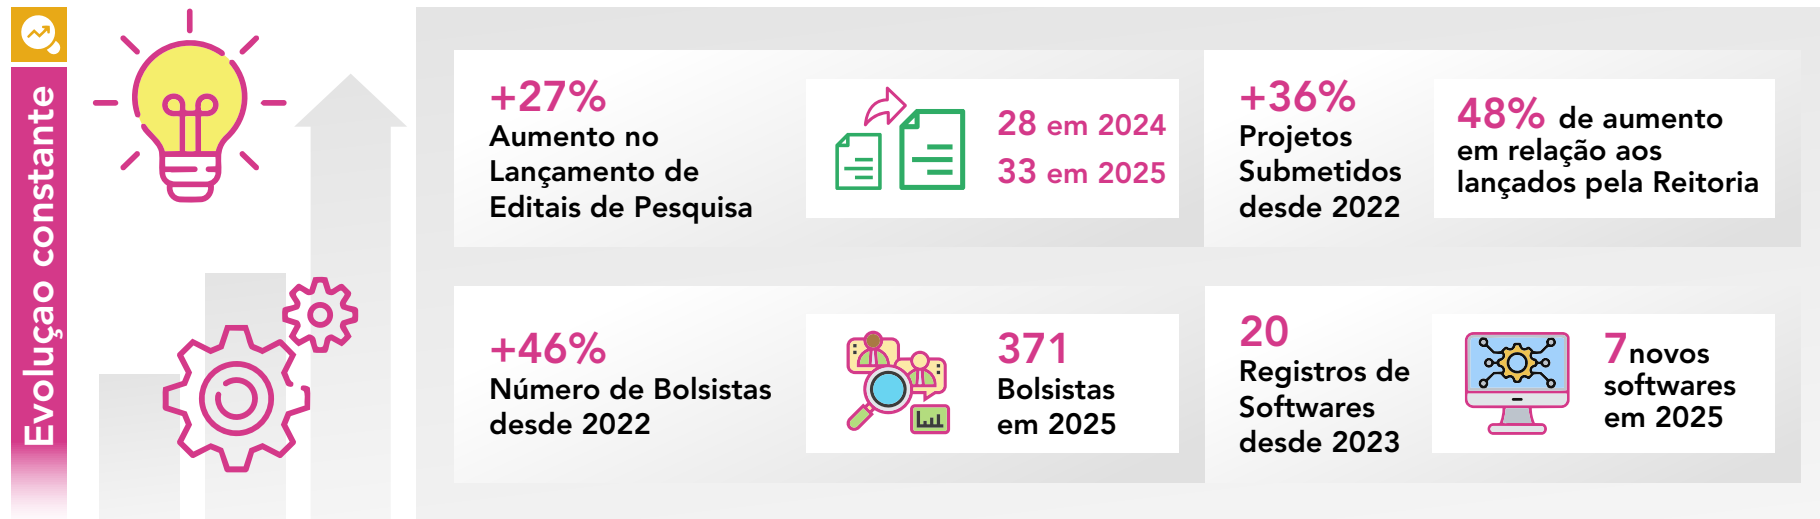 Evoluçao constante
+27%
Aumento no
Lançamento de
Editais de Pesquisa
28 em 2024
33 em 2025
+36%
Projetos
Submetidos
desde 2022
48% de aumento
em relação aos
lançados pela Reitoria
+46%
Número de Bolsistas
desde 2022
371
Bolsistas
em 2025
20
Registros de
Softwares
desde 2023
7 novos
softwares
em 2025